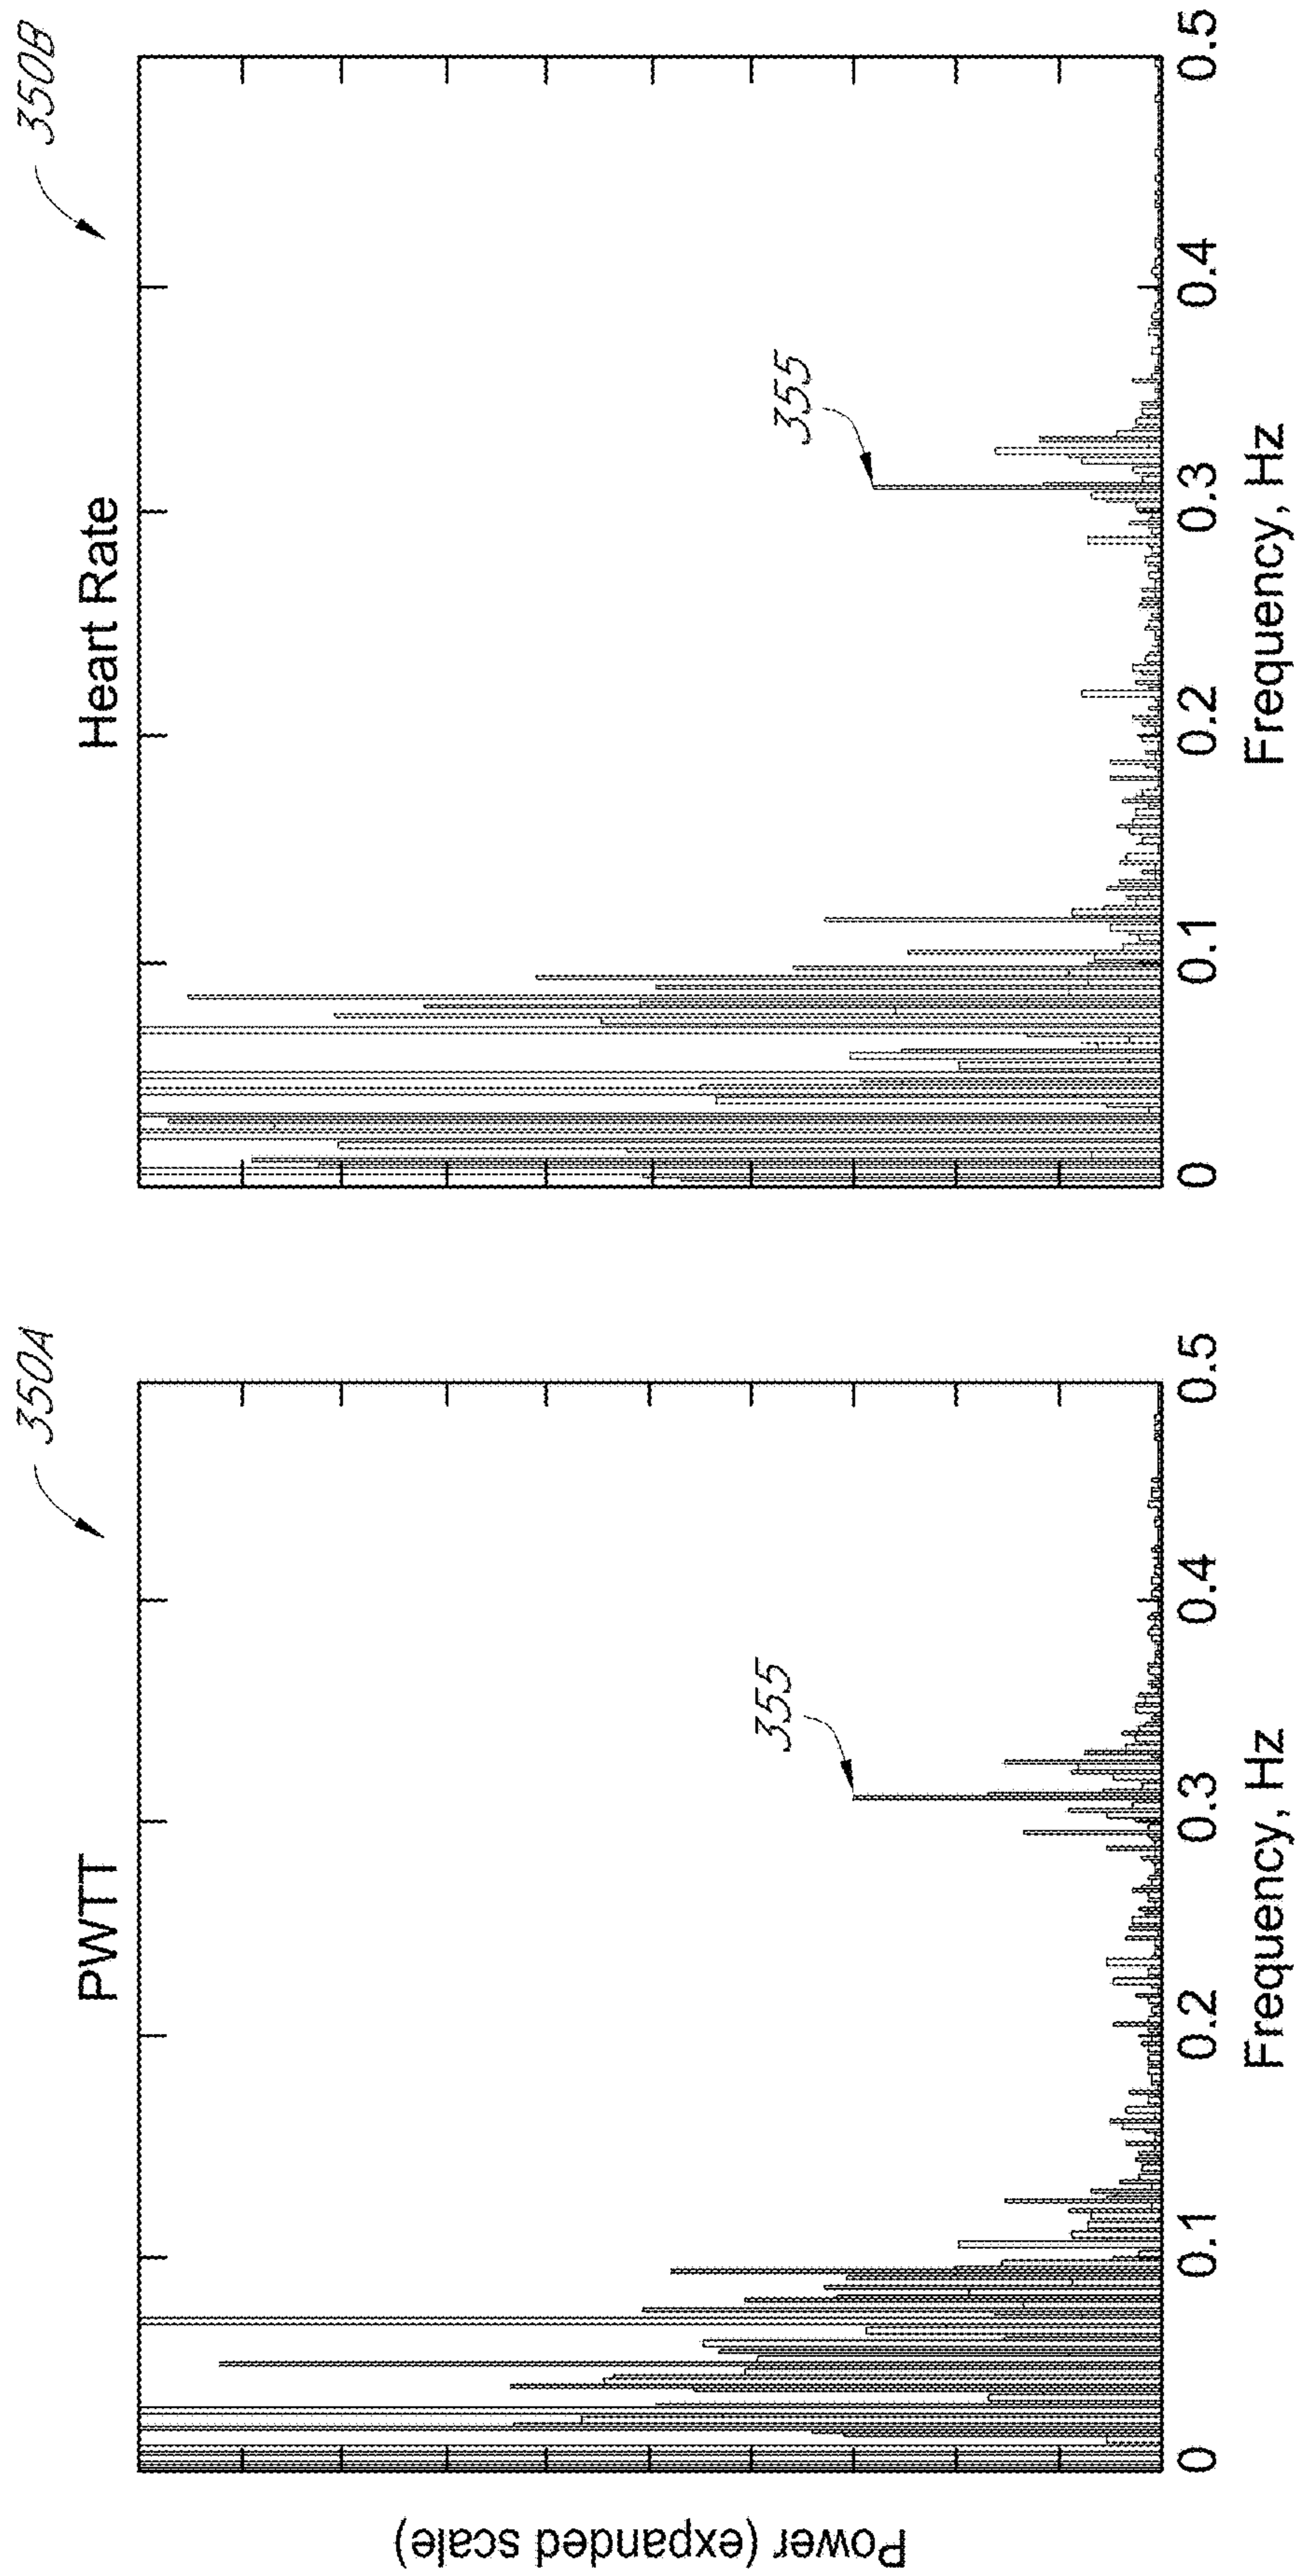 350A
PWTT
355
Power (expanded scale)
0 0.1 0.2 0.3 0.4 0.5
Frequency, Hz
350B
Heart Rate
355
0 0.1 0.2 0.3 0.4 0.5
Frequency, Hz